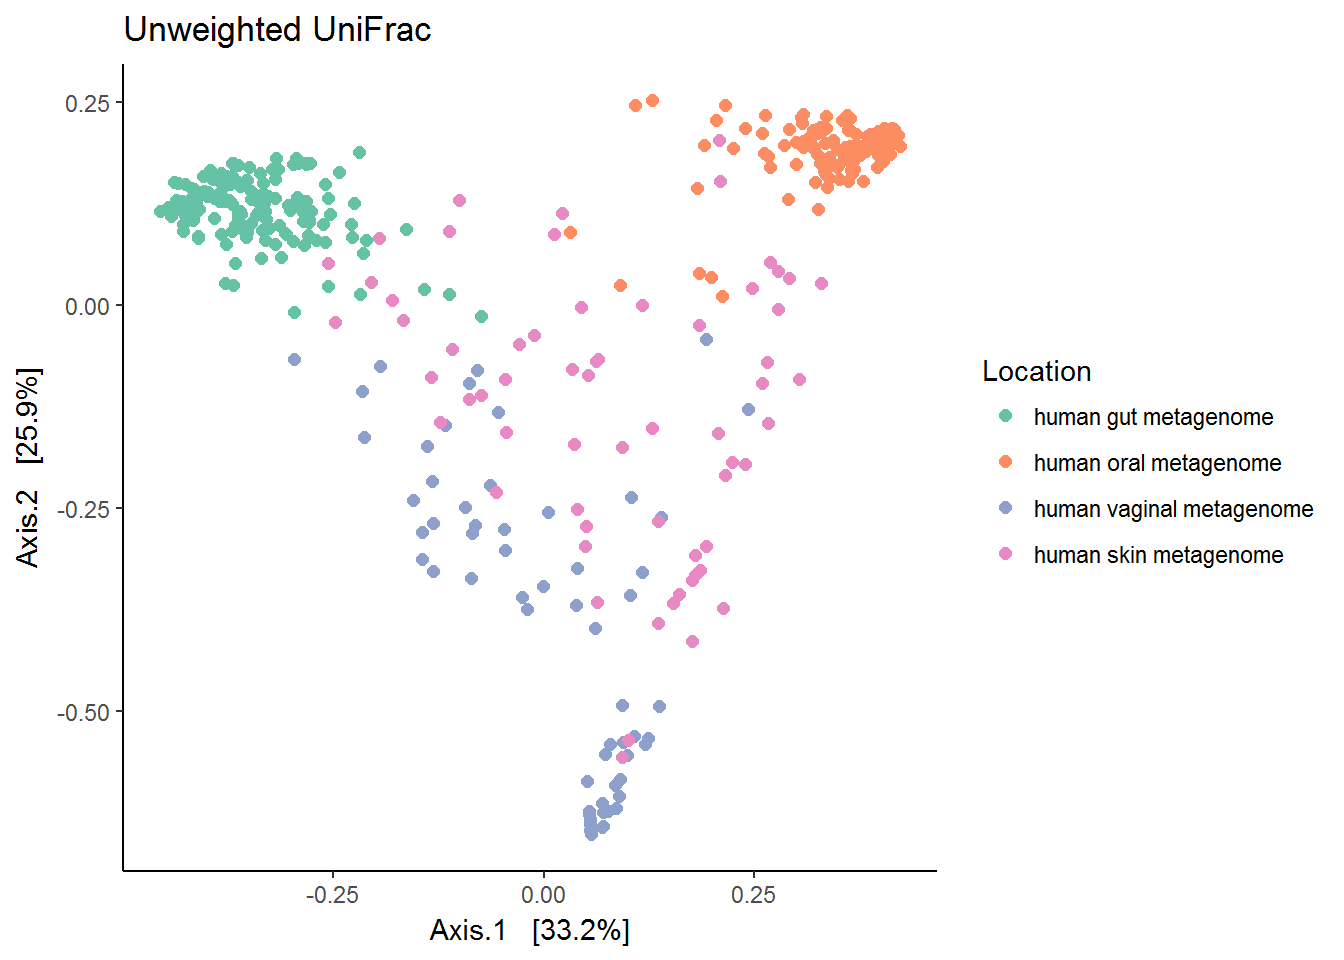 Unweighted UniFrac
0.25
0.00
-0.25
-0.50
Axis.2 [25.9%]
-0.25 0.00 0.25
Axis.1 [33.2%]
Location
human gut metagenome
human oral metagenome
human vaginal metagenome
human skin metagenome